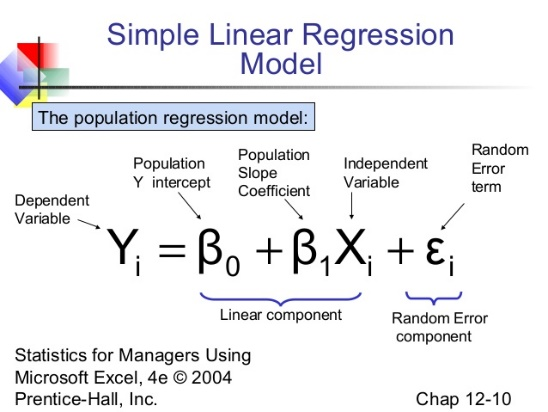 Simple Linear Regression
Model
The population regression model:
Dependent
Variable
Population
Y intercept
Population
Slope
Coefficient
Independent
Variable
Random
Error
term
Yᵢ = β₀ + β₁Xᵢ + εᵢ
Linear component
Random Error
component
Statistics for Managers Using
Microsoft Excel, 4e © 2004
Prentice-Hall, Inc.
Chap 12-10